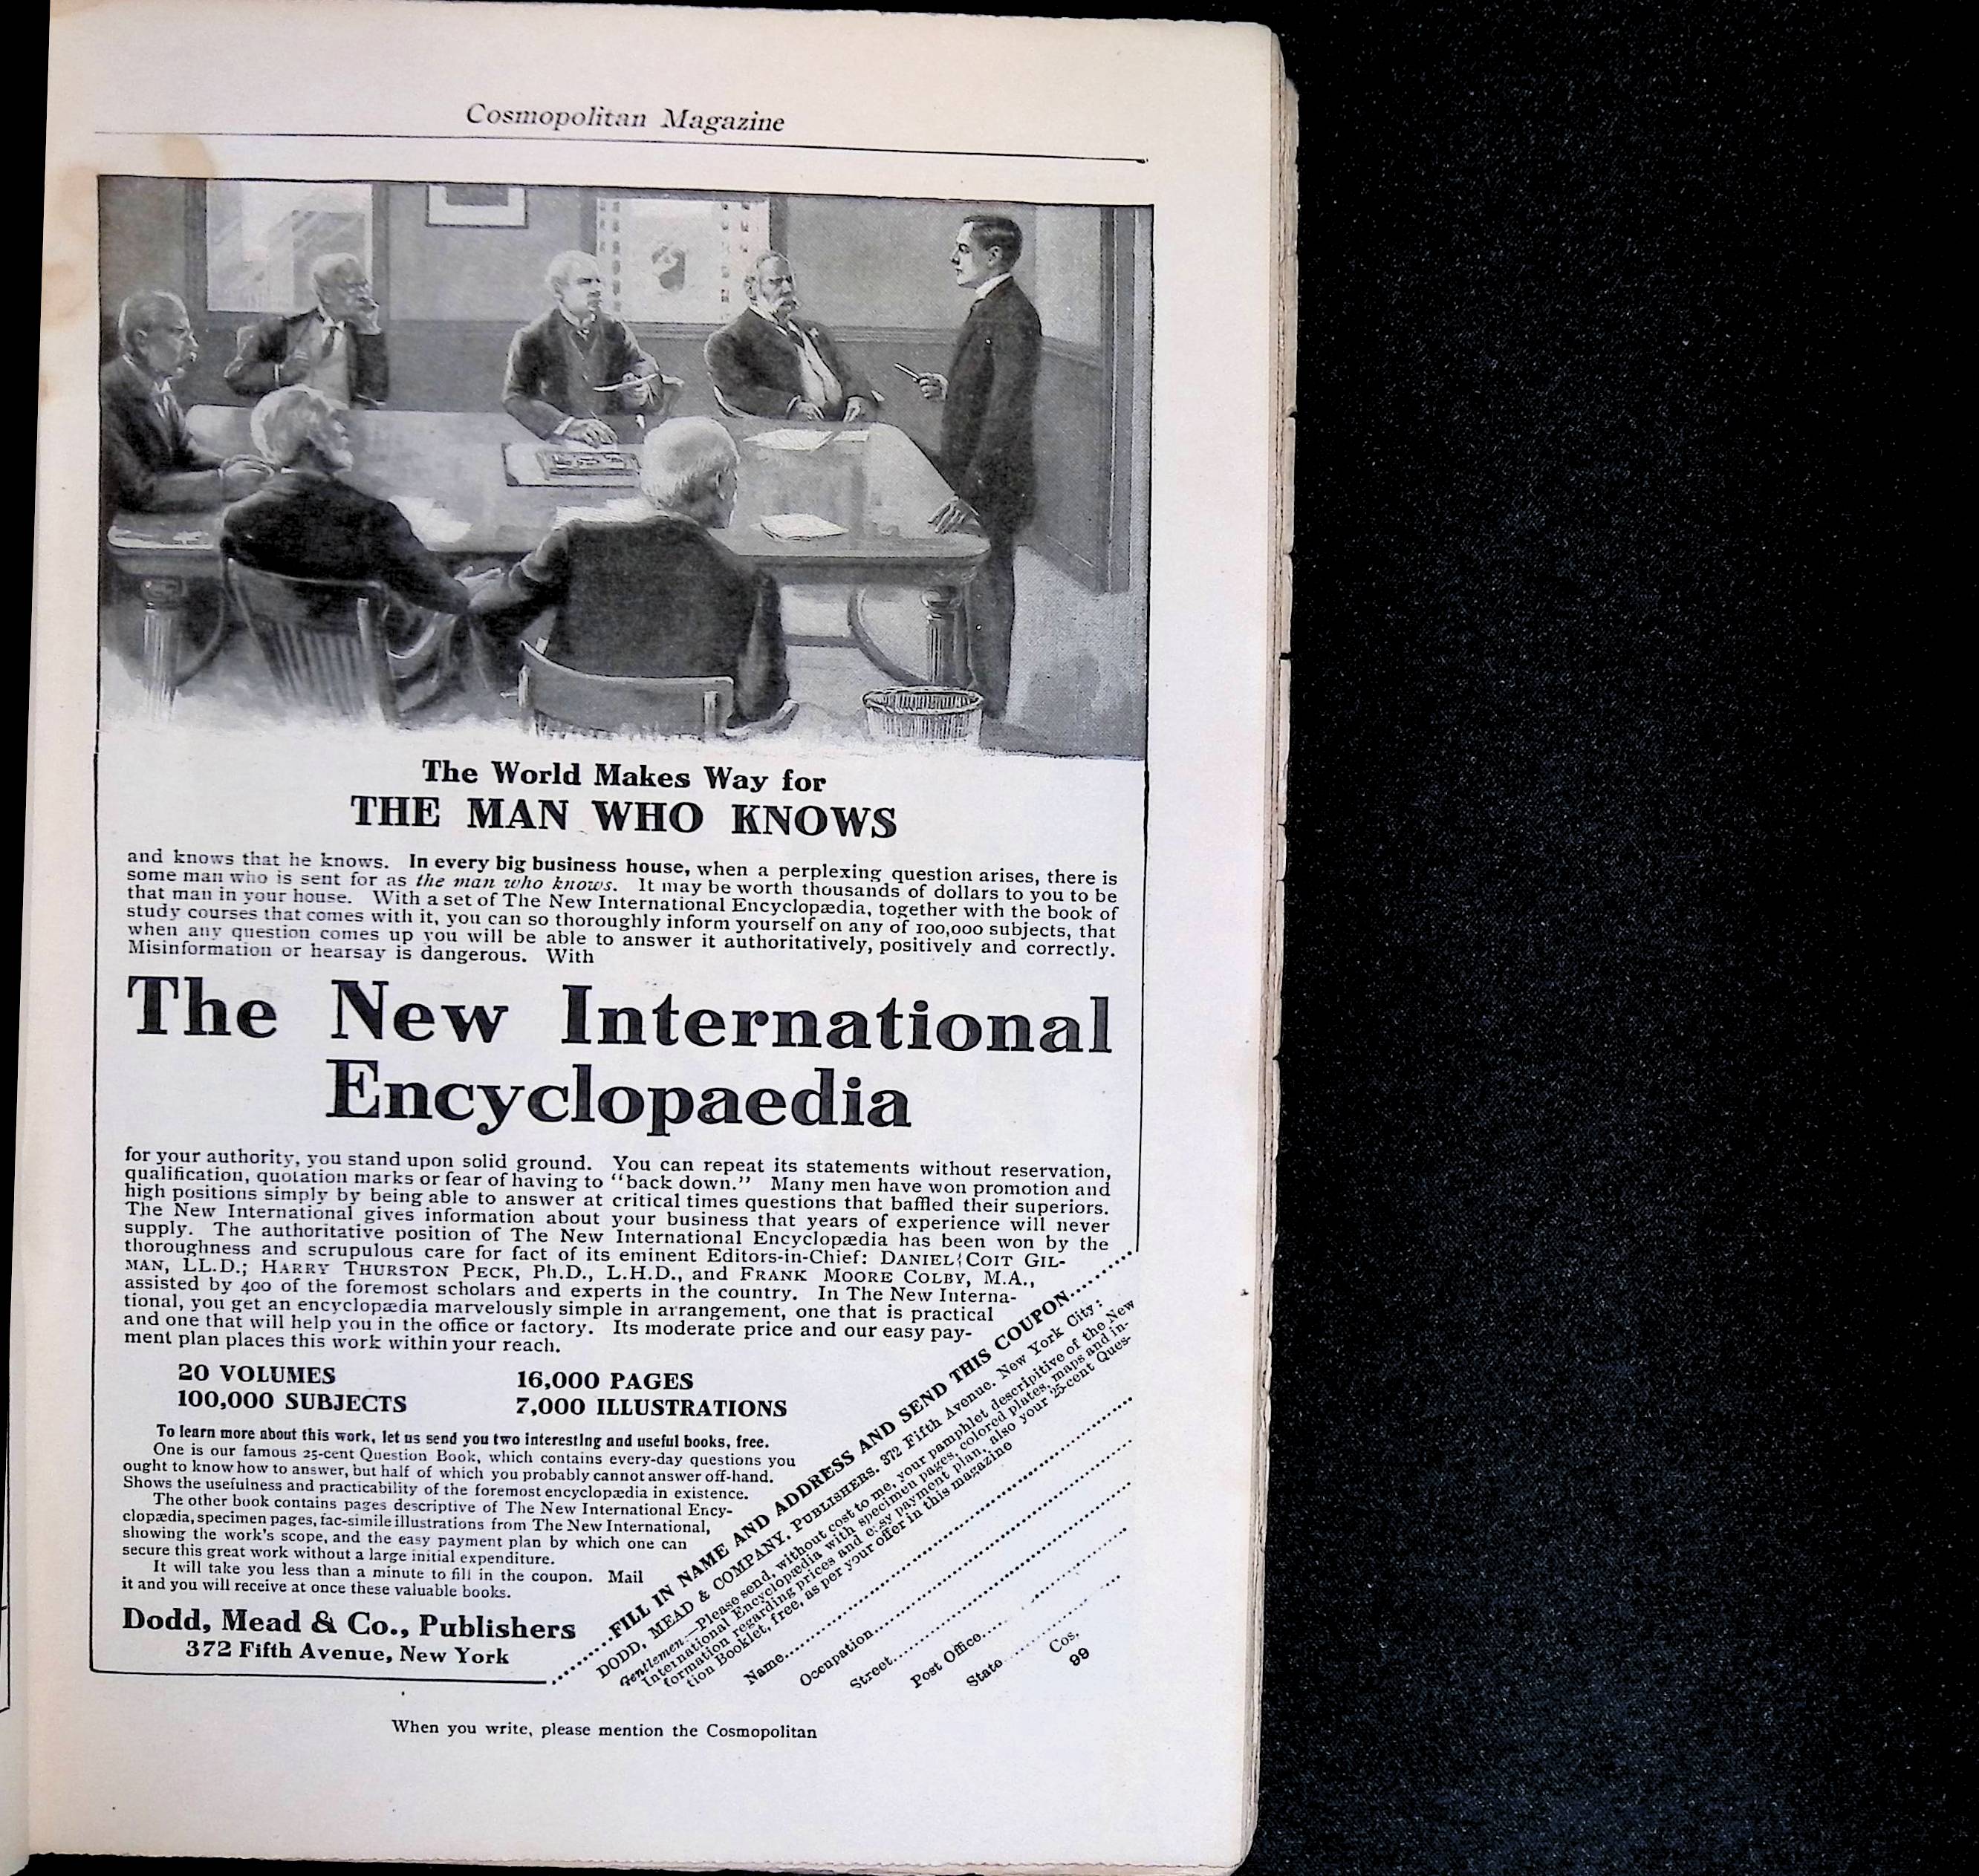 Cosmopolitan Magazine
The World Makes Way for
THE MAN WHO KNOWS
and knows that he knows. In every big business house, when a perplexing question arises, there is
some man who is sent for as the man who knows. It may be worth thousands of dollars to you to be
that man in your house. With a set of The New International Encyclopædia, together with the book of
study courses that comes with it, you can so thoroughly inform yourself on any of 100,000 subjects, that
when any question comes up you will be able to answer it authoritatively, positively and correctly.
Misinformation or hearsay is dangerous. With
The New International
Encyclopaedia
for your authority, you stand upon solid ground. You can repeat its statements without reservation,
qualification, quotation marks or fear of having to "back down." Many men have won promotion and
high positions simply by being able to answer at critical times questions that baffled their superiors.
The New International gives information about your business that years of experience will never
supply. The authoritative position of The New International Encyclopædia has been won by the
thoroughness and scrupulous care for fact of its eminent Editors-in-Chief: DANIEL COIT GIL-
MAN, LL.D.; HARRY THURSTON PECK, Ph.D., L.H.D., and FRANK MOORE COLBY, M.A.,
assisted by 400 of the foremost scholars and experts in the country. In The New Interna-
tional, you get an encyclopædia marvelously simple in arrangement, one that is practical
and one that will help you in the office or factory. Its moderate price and our easy pay-
ment plan places this work within your reach.
20 VOLUMES 16,000 PAGES
100,000 SUBJECTS 7,000 ILLUSTRATIONS
To learn more about this work, let us send you two interesting and useful books, free.
One is our famous 25-cent Question Book, which contains every-day questions you
ought to know how to answer, but half of which you probably cannot answer off-hand.
Shows the usefulness and practicability of the foremost encyclopædia in existence.
The other book contains pages descriptive of The New International Ency-
clopædia, specimen pages, fac-simile illustrations from The New International,
showing the work's scope, and the easy payment plan by which one can
secure this great work without a large initial expenditure.
It will take you less than a minute to fill in the coupon. Mail
it and you will receive at once these valuable books.
Dodd, Mead & Co., Publishers
372 Fifth Avenue, New York
........FILL IN NAME AND ADDRESS AND SEND THIS COUPON........
DODD, MEAD & COMPANY, PUBLISHERS. 372 Fifth Avenue. New York City:
Gentlemen:—Please send, without cost to me, your pamphlet descripitive of the New
International Encyclopædia with specimen pages, colored plates, maps and in-
formation regarding prices and easy payment plan, also your 25-cent Ques-
tion Booklet, free, as per your offer in this magazine
Name
Occupation
Street
Post Office
State
Cos.
99
When you write, please mention the Cosmopolitan